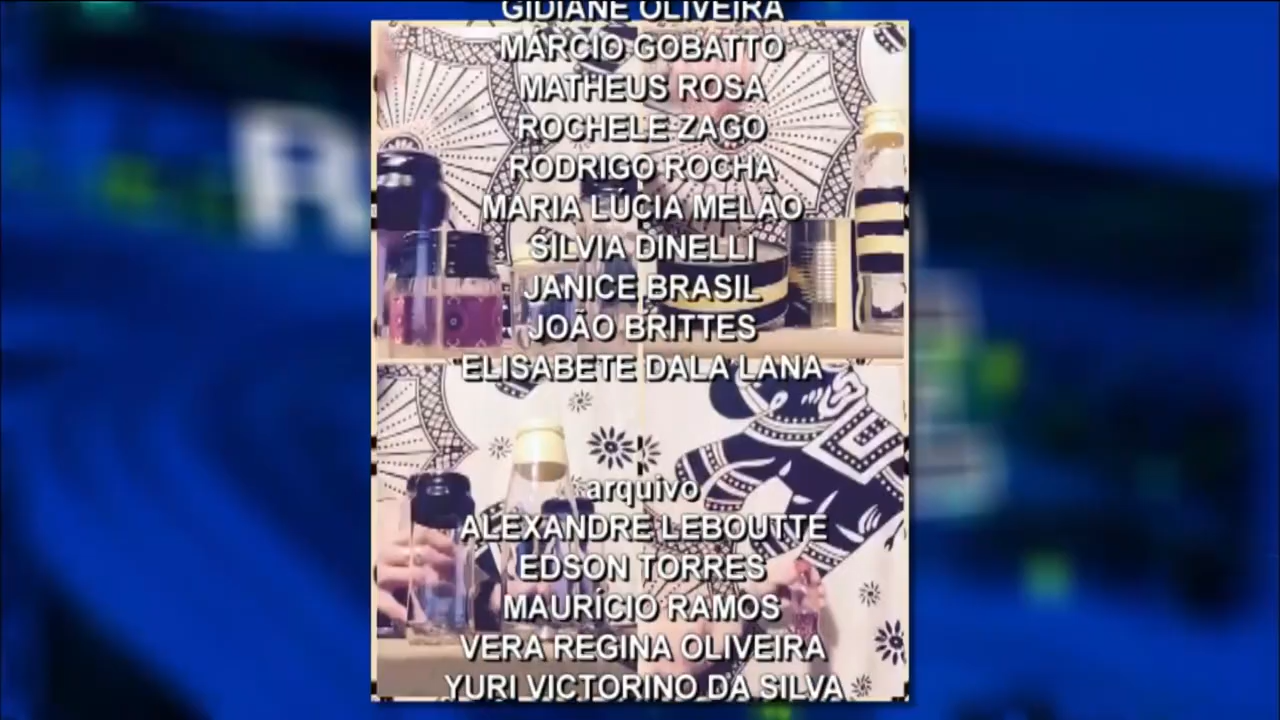 GIDIANE OLIVEIRA
MÁRCIO GOBATTO
MATHEUS ROSA
ROCHELE ZAGO
RODRIGO ROCHA
MARIA LÚCIA MELÃO
SILVIA DINELLI
JANICE BRASIL
JOÃO BRITTES
ELISABETE DALA LANA
arquivo
ALEXANDRE LEBOUTTE
EDSON TORRES
MAURÍCIO RAMOS
VERA REGINA OLIVEIRA
YURI VICTORINO DA SILVA